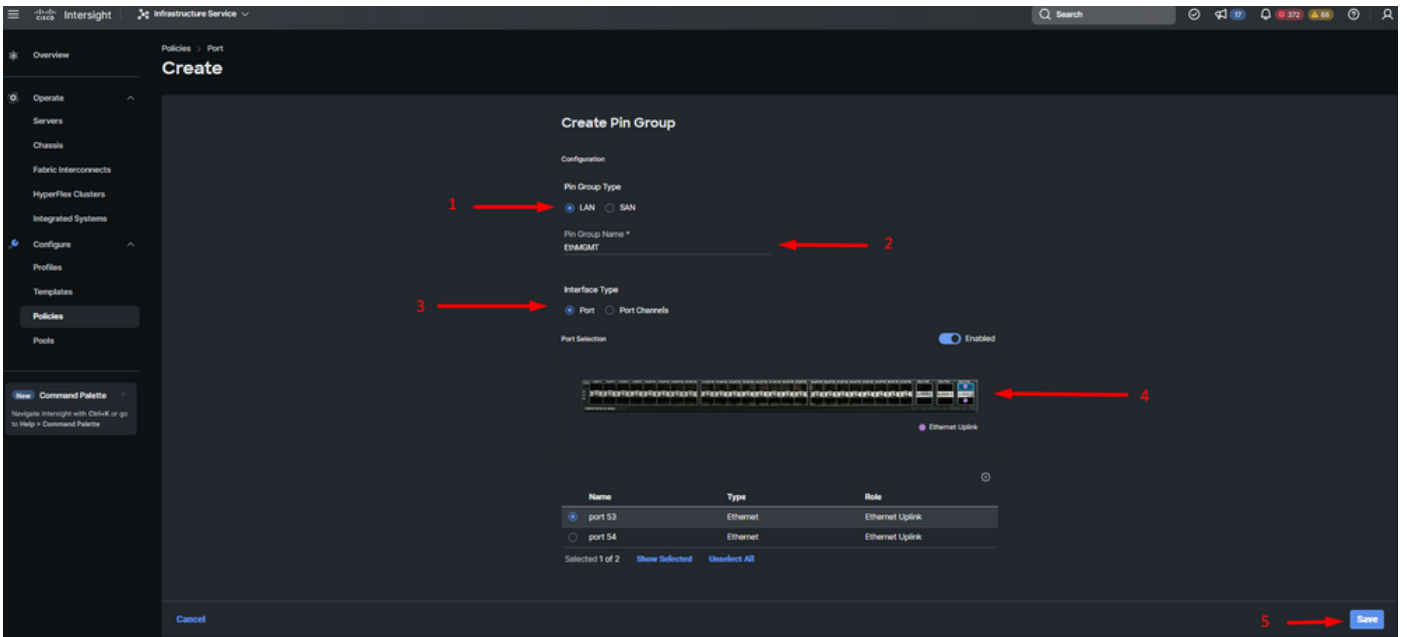 cisco Intersight
Infrastructure Service
Search
17
372
66
Overview
Operate
Servers
Chassis
Fabric Interconnects
HyperFlex Clusters
Integrated Systems
Configure
Profiles
Templates
Policies
Pools
New Command Palette
Navigate Intersight with Ctrl+K or go
to Help > Command Palette
Policies > Port
Create
Create Pin Group
Configuration
Pin Group Type
1
LAN SAN
Pin Group Name *
EthMGMT
2
Interface Type
3
Port Port Channels
Port Selection
Enabled
4
Ethernet Uplink
Name Type Role
port 53 Ethernet Ethernet Uplink
port 54 Ethernet Ethernet Uplink
Selected 1 of 2 Show Selected Unselect All
Cancel
5
Save